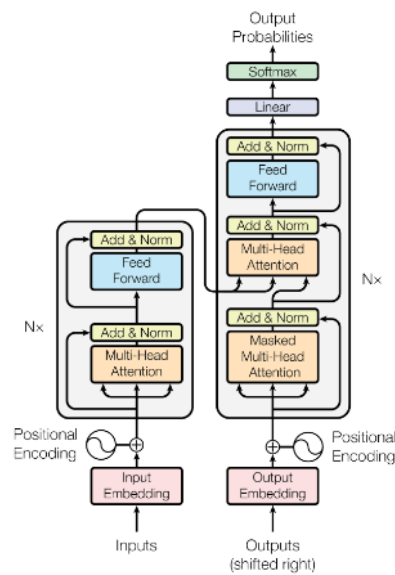 Output
Probabilities
Softmax
Linear
Add & Norm
Feed
Forward
Add & Norm
Multi-Head
Attention
Add & Norm
Masked
Multi-Head
Attention
Nx
Add & Norm
Feed
Forward
Add & Norm
Multi-Head
Attention
Nx
Positional
Encoding
Positional
Encoding
Input
Embedding
Output
Embedding
Inputs
Outputs
(shifted right)